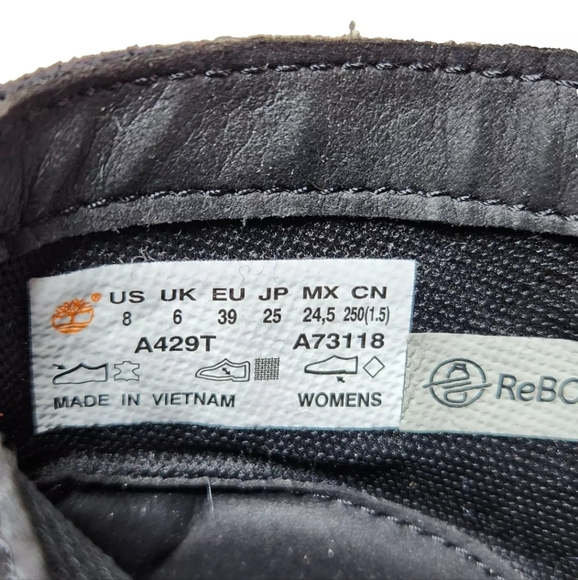 US UK EU JP MX CN
8 6 39 25 24,5 250(1.5)
A429T A73118
MADE IN VIETNAM WOMENS
ReBO